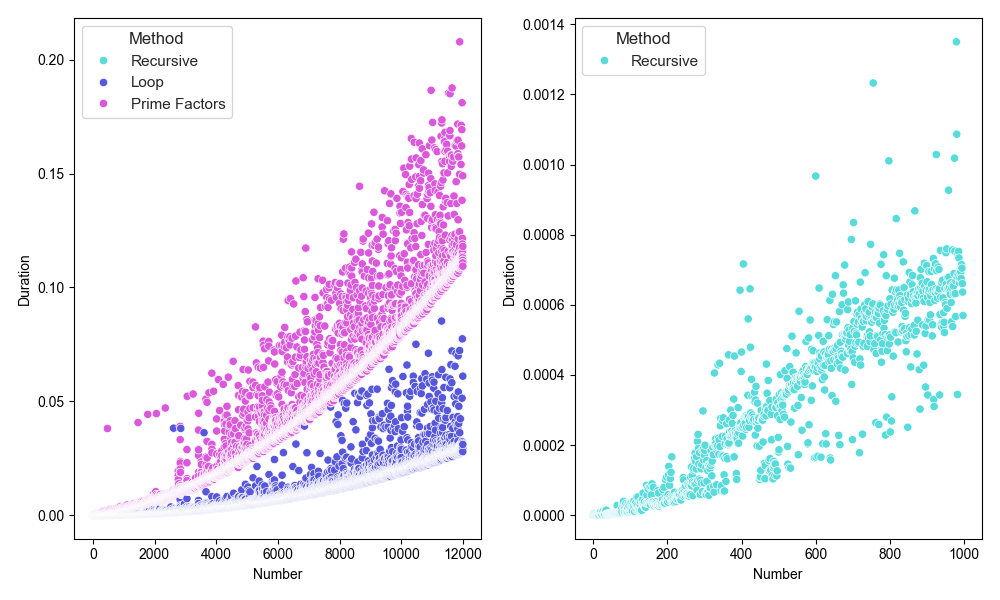 Method
Recursive
Loop
Prime Factors
0.20
0.15
0.10
0.05
0.00
Duration
0 2000 4000 6000 8000 10000 12000
Number
Method
Recursive
0.0014
0.0012
0.0010
0.0008
0.0006
0.0004
0.0002
0.0000
Duration
0 200 400 600 800 1000
Number